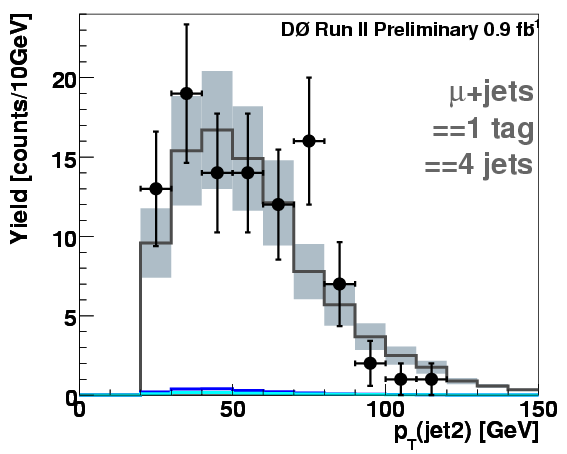 DØ Run II Preliminary 0.9 fb⁻¹
μ+jets
==1 tag
==4 jets
Yield [counts/10GeV]
20
15
10
5
0
0 50 100 150
p_T(jet2) [GeV]